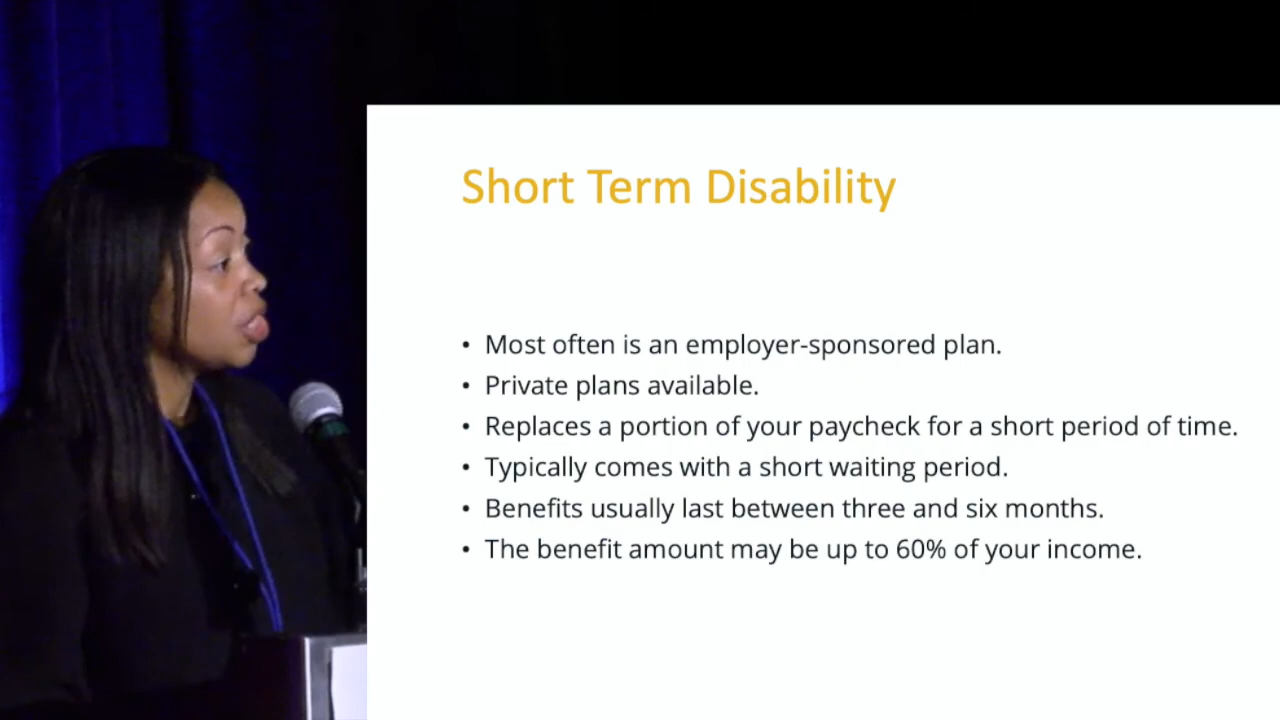 Short Term Disability
• Most often is an employer-sponsored plan.
• Private plans available.
• Replaces a portion of your paycheck for a short period of time.
• Typically comes with a short waiting period.
• Benefits usually last between three and six months.
• The benefit amount may be up to 60% of your income.